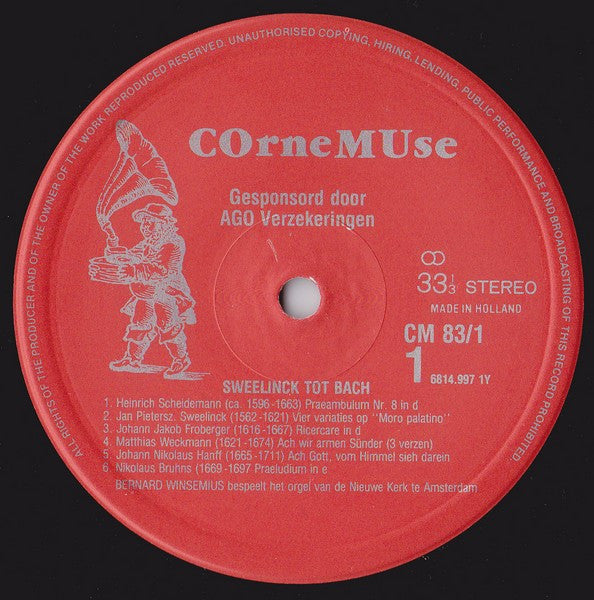 ALL RIGHTS OF THE PRODUCER AND OF THE OWNER OF THE WORK REPRODUCED RESERVED. UNAUTHORISED COPYING, HIRING, LENDING, PUBLIC PERFORMANCE AND BROADCASTING OF THIS RECORD PROHIBITED.
COrneMUse
Gesponsord door
AGO Verzekeringen
33 1/3 STEREO
MADE IN HOLLAND
CM 83/1
1 6814.997 1Y
SWEELINCK TOT BACH
1. Heinrich Scheidemann (ca. 1596-1663) Praeambulum Nr. 8 in d
2. Jan Pietersz. Sweelinck (1562-1621) Vier variaties op "Moro palatino"
3. Johann Jakob Froberger (1616-1667) Ricercare in d
4. Matthias Weckmann (1621-1674) Ach wir armen Sünder (3 verzen)
5. Johann Nikolaus Hanff (1665-1711) Ach Gott, vom Himmel sieh darein
6. Nikolaus Bruhns (1669-1697 Praeludium in e
BERNARD WINSEMIUS bespeelt het orgel van de Nieuwe Kerk te Amsterdam